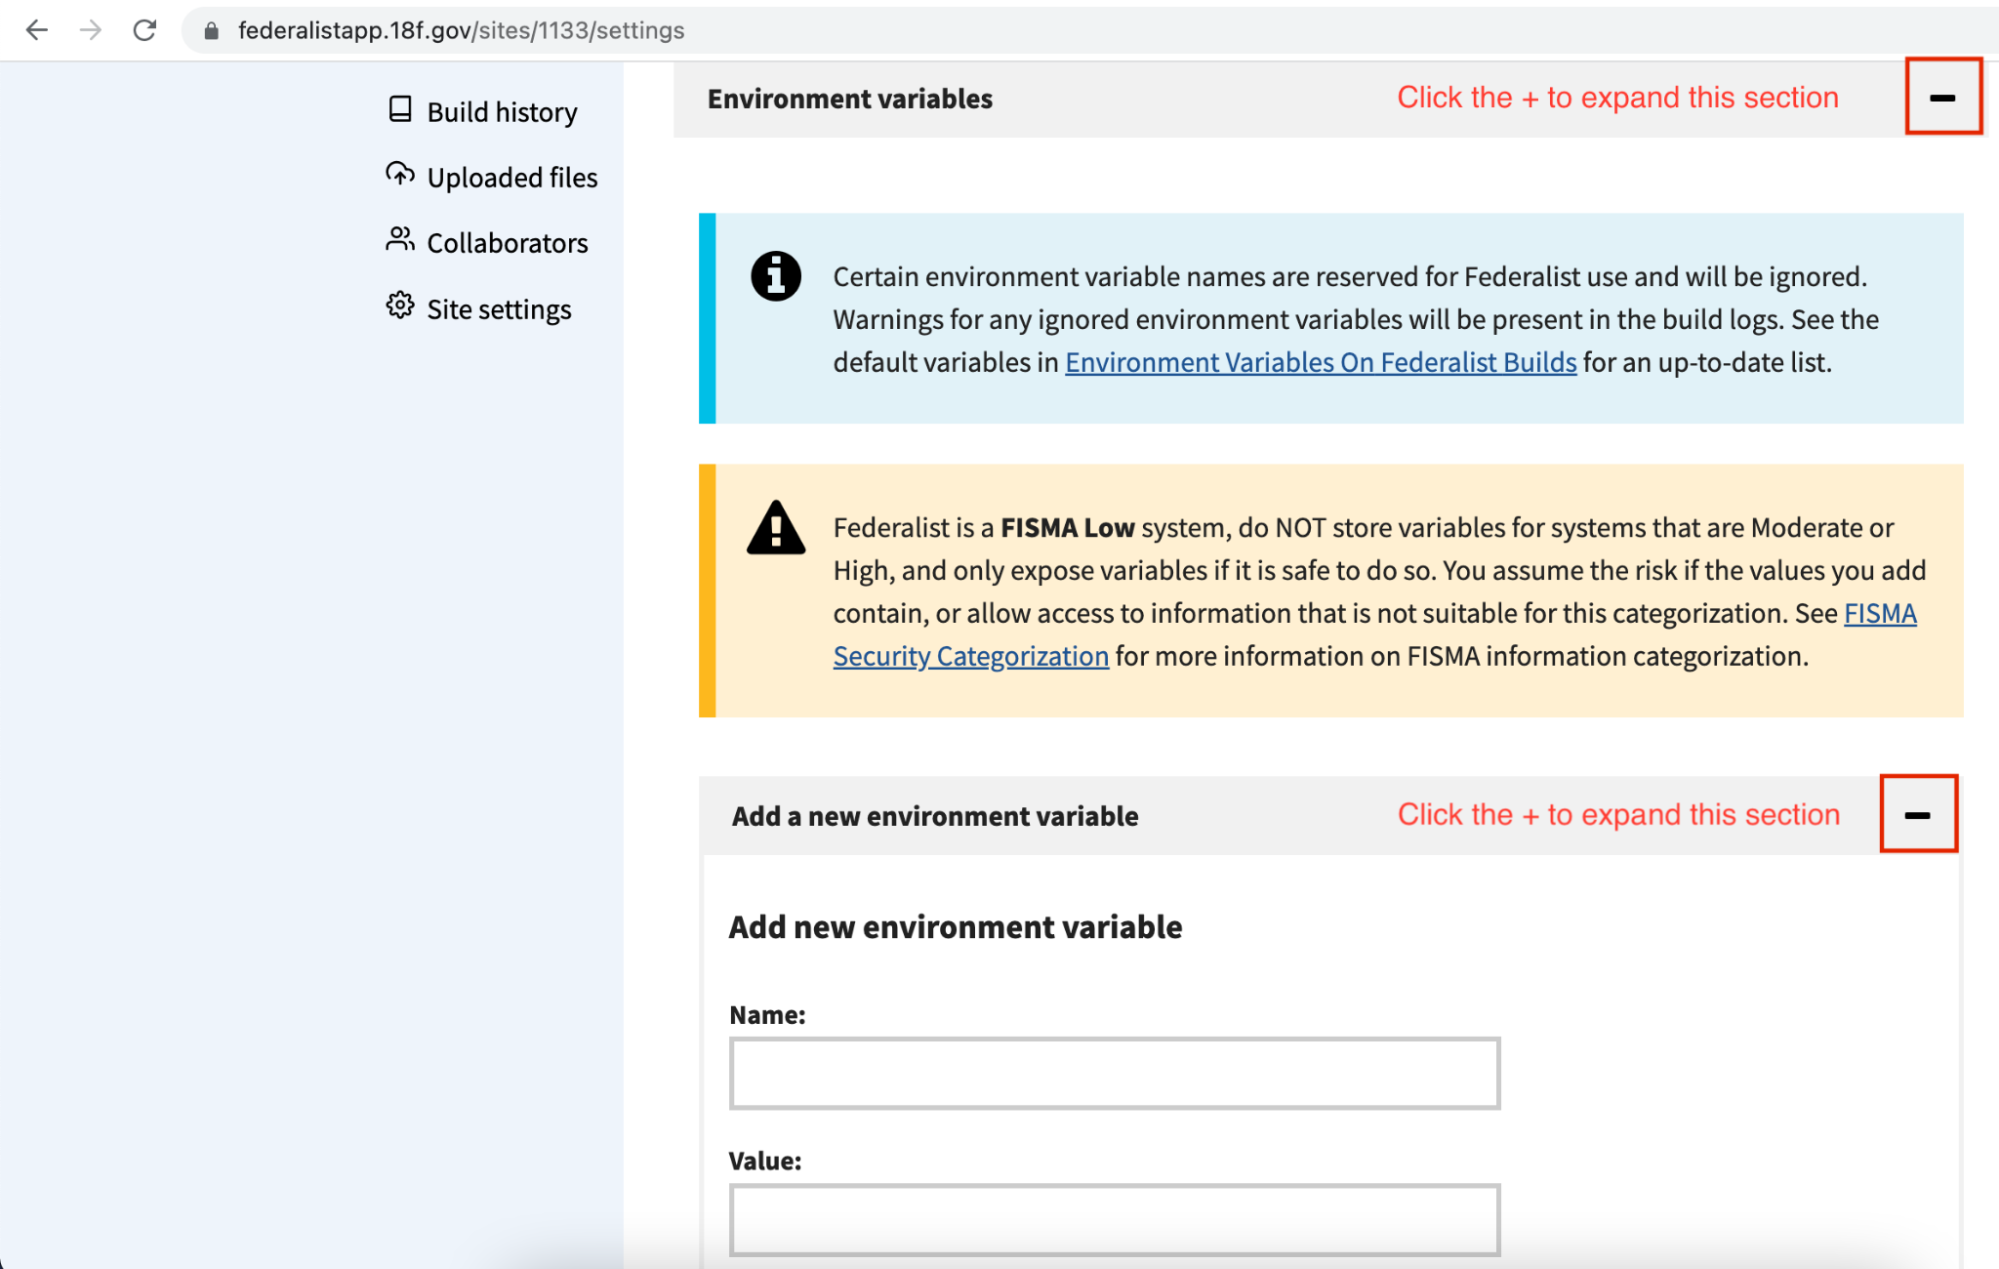 federalistapp.18f.gov/sites/1133/settings
Build history
Uploaded files
Collaborators
Site settings
Environment variables
Click the + to expand this section
Certain environment variable names are reserved for Federalist use and will be ignored.
Warnings for any ignored environment variables will be present in the build logs. See the
default variables in Environment Variables On Federalist Builds for an up-to-date list.
Federalist is a FISMA Low system, do NOT store variables for systems that are Moderate or
High, and only expose variables if it is safe to do so. You assume the risk if the values you add
contain, or allow access to information that is not suitable for this categorization. See FISMA
Security Categorization for more information on FISMA information categorization.
Add a new environment variable
Click the + to expand this section
Add new environment variable
Name:
Value: